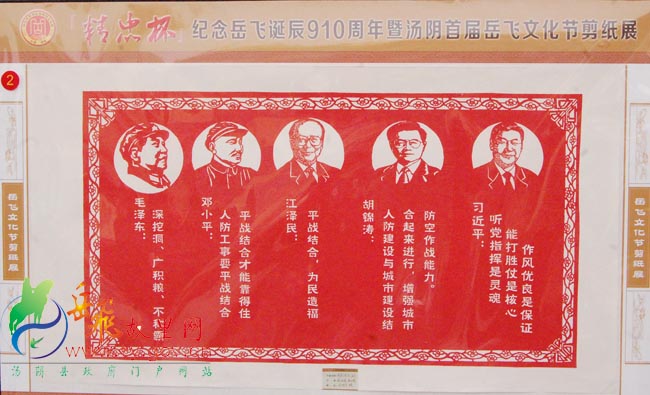 「精忠杯」纪念岳飞诞辰910周年暨汤阴首届岳飞文化节剪纸展
2
岳飞文化节剪纸展
毛泽东：
深挖洞、广积粮、不称霸
邓小平：
人防工事要平战结合
平战结合才能靠得住
江泽民：
平战结合，为民造福
胡锦涛：
人防建设与城市建设结
合起来进行，增强城市
防空作战能力。
习近平：
听党指挥是灵魂
能打胜仗是核心
作风优良是保证
岳飞文化节剪纸展
汤阴县政府门户网站